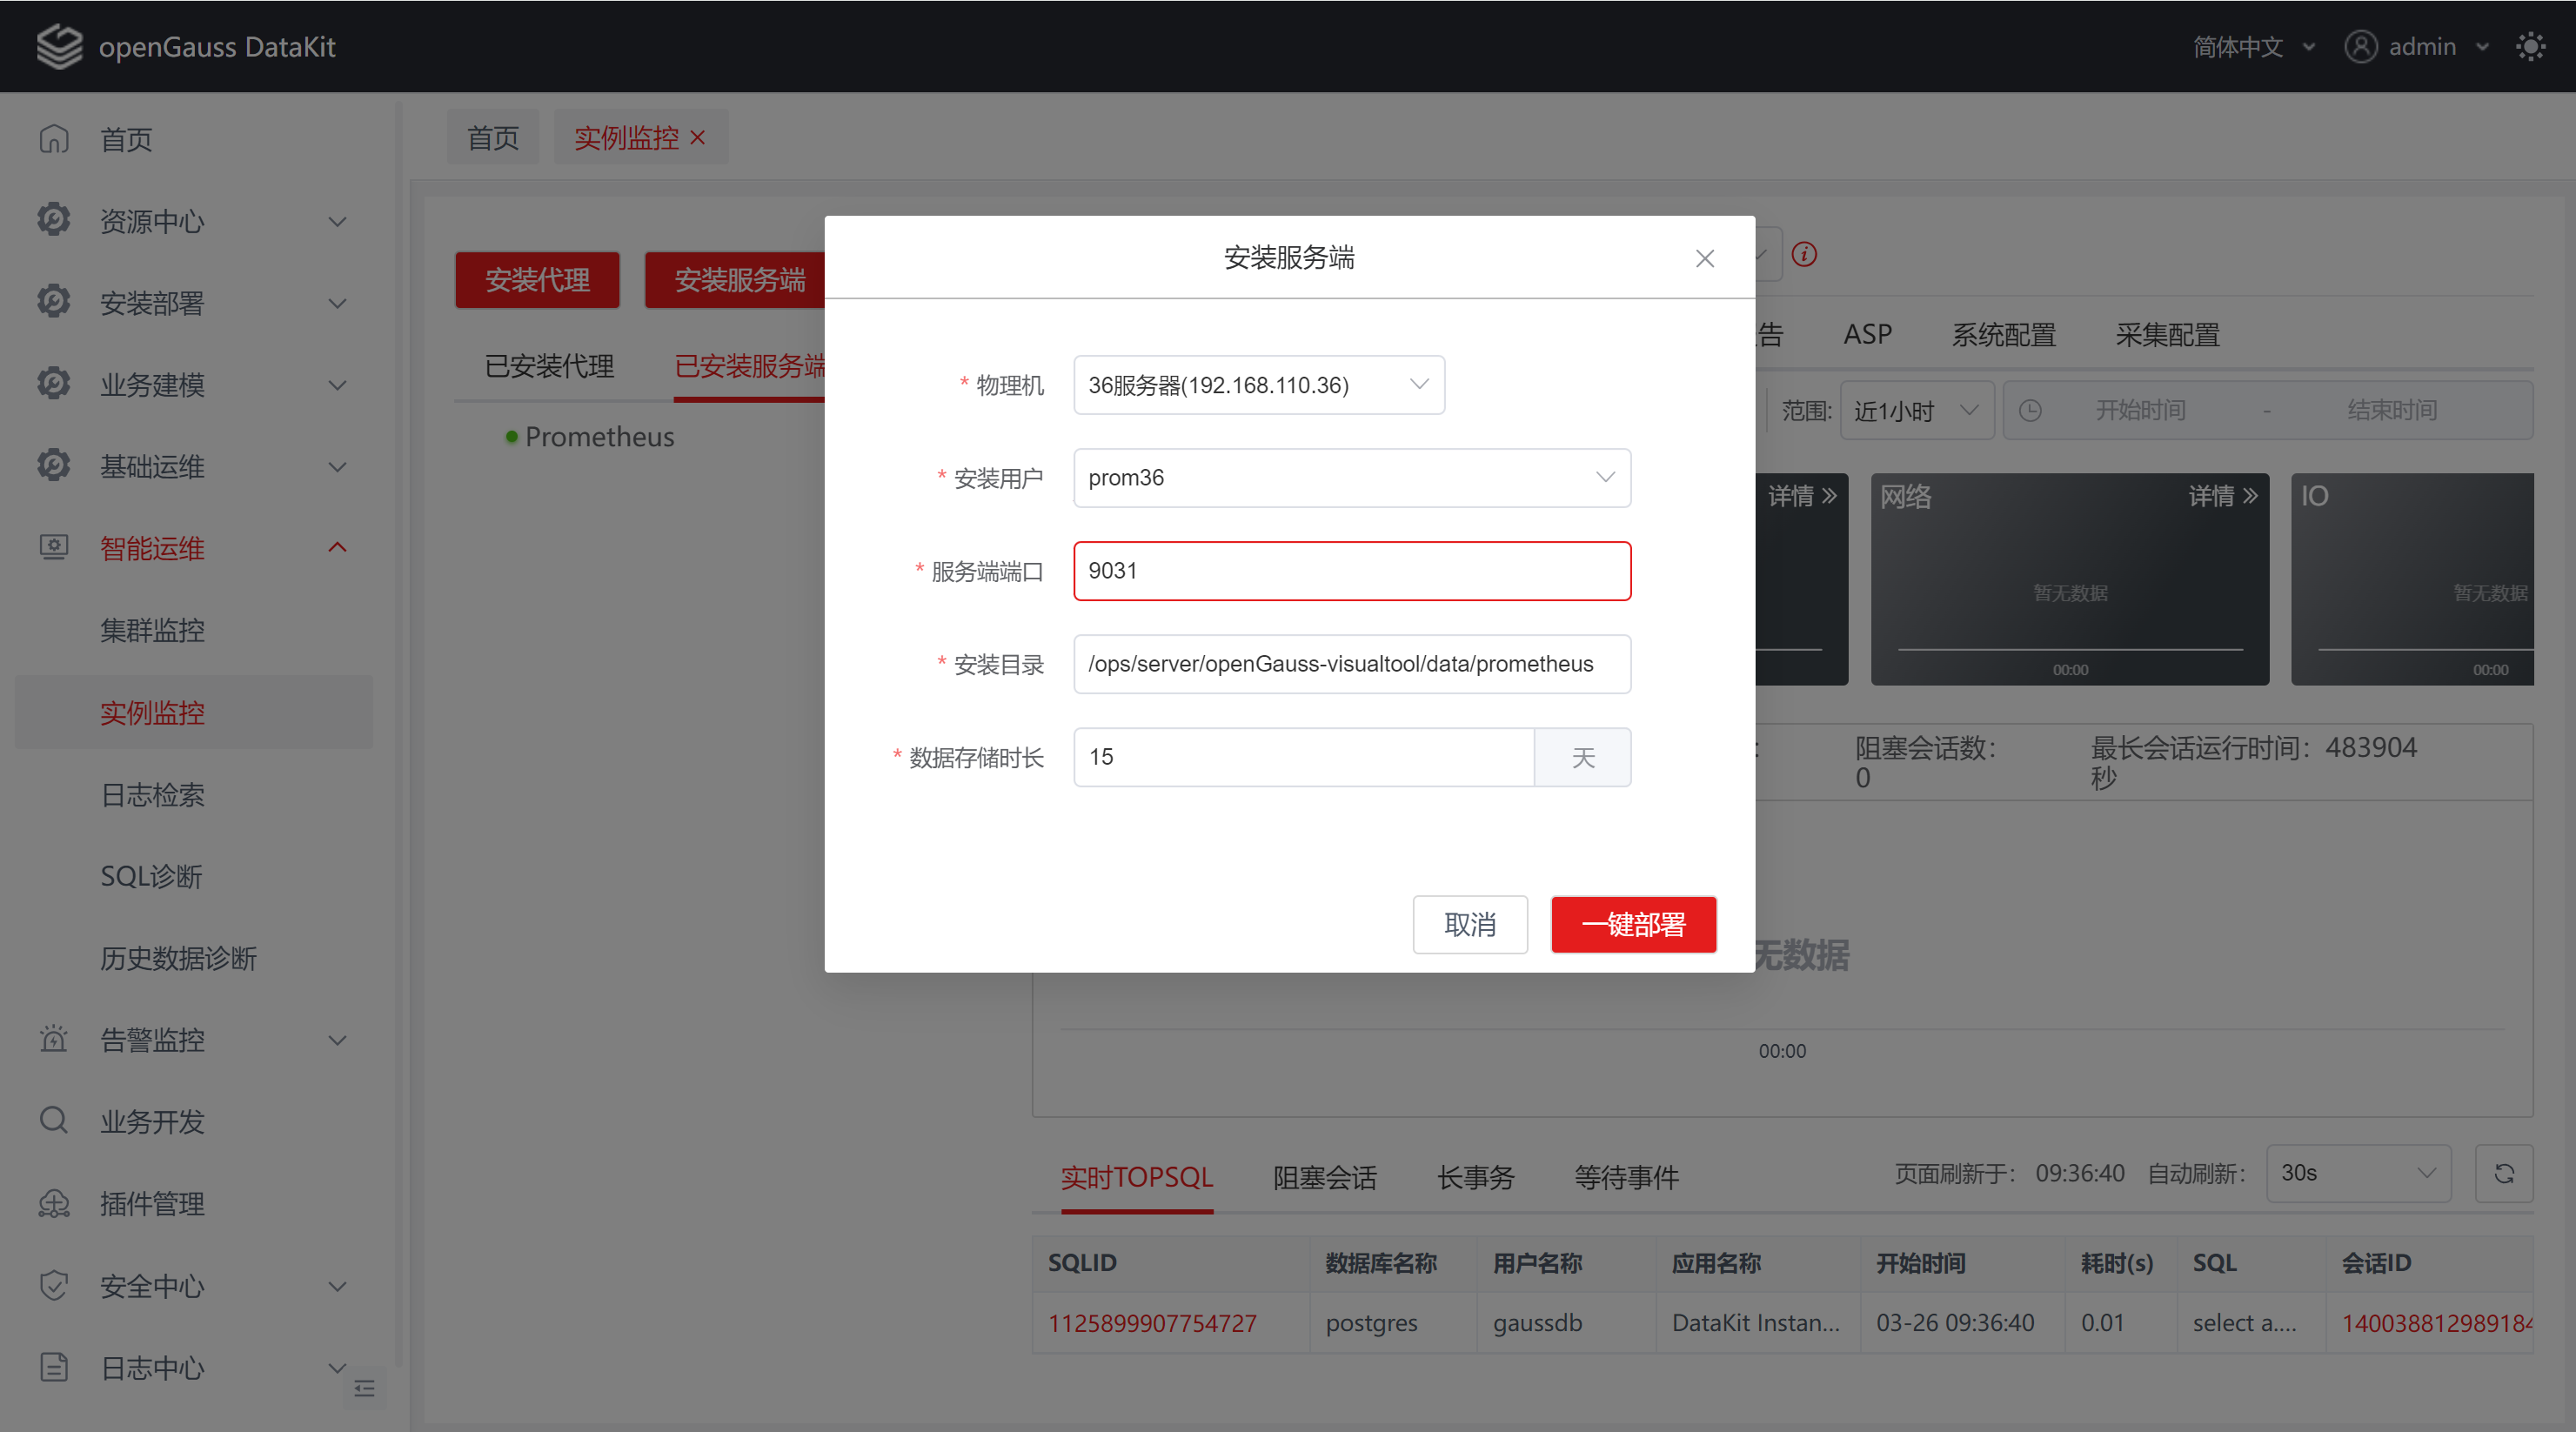 openGauss DataKit
简体中文
admin
首页
资源中心
安装部署
业务建模
基础运维
智能运维
集群监控
实例监控
日志检索
SQL诊断
历史数据诊断
告警监控
业务开发
插件管理
安全中心
日志中心
首页
实例监控
安装代理
安装服务端
已安装代理
已安装服务端
Prometheus
安装服务端
* 物理机
36服务器(192.168.110.36)
* 安装用户
prom36
* 服务端端口
9031
* 安装目录
/ops/server/openGauss-visualtool/data/prometheus
* 数据存储时长
15
天
取消
一键部署
告
ASP
系统配置
采集配置
范围:
近1小时
开始时间
-
结束时间
详情
网络
详情
暂无数据
00:00
IO
暂无数据
00:00
:
阻塞会话数：
0
最长会话运行时间：483904
秒
无数据
00:00
实时TOPSQL
阻塞会话
长事务
等待事件
页面刷新于： 09:36:40
自动刷新：
30s
SQLID 数据库名称 用户名称 应用名称 开始时间 耗时(s) SQL 会话ID
1125899907754727 postgres gaussdb DataKit Instan... 03-26 09:36:40 0.01 select a.... 140038812989184